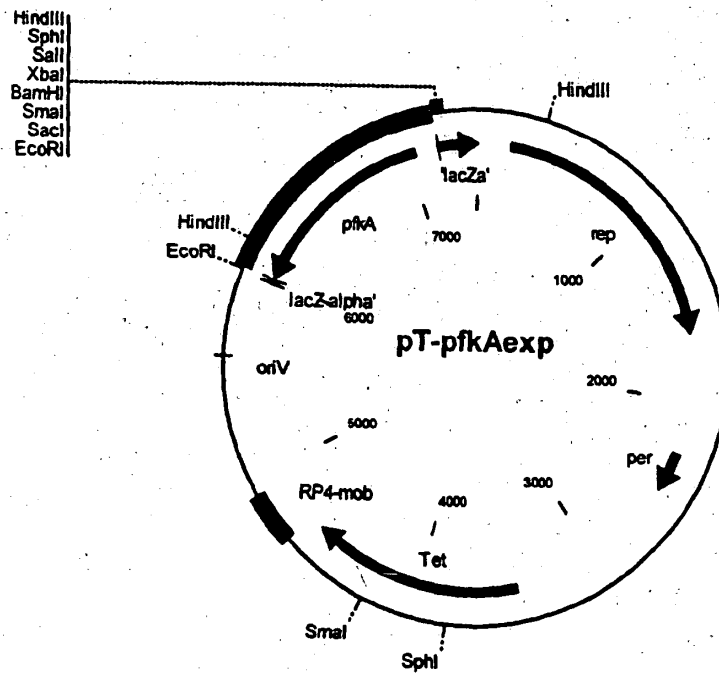 HindIII
SphI
SalI
XbaI
BamHI
SmaI
SacI
EcoRI
HindIII
'lacZa'
HindIII
EcoRI
pfkA
7000
rep
1000
lacZ-alpha'
6000
pT-pfkAexp
oriV
2000
5000
per
RP4-mob
4000
3000
Tet
SmaI
SphI